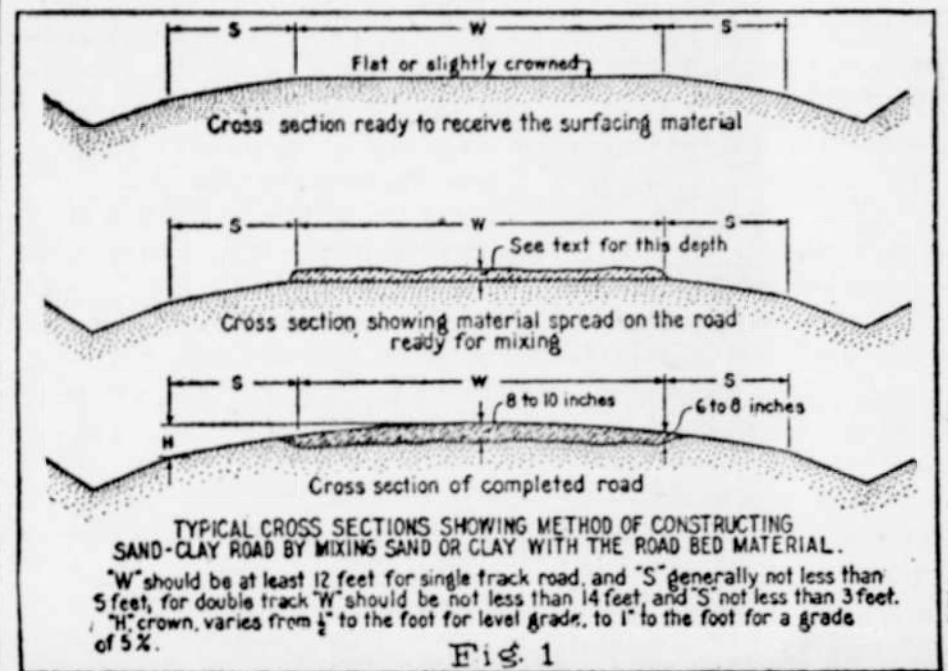 S W S
Flat or slightly crowned
Cross section ready to receive the surfacing material
S W S
See text for this depth
Cross section showing material spread on the road
ready for mixing
S W S
8 to 10 inches
6 to 8 inches
H
Cross section of completed road
TYPICAL CROSS SECTIONS SHOWING METHOD OF CONSTRUCTING
SAND-CLAY ROAD BY MIXING SAND OR CLAY WITH THE ROAD BED MATERIAL.
"W" should be at least 12 feet for single track road, and "S" generally not less than
5 feet, for double track "W" should be not less than 14 feet, and "S" not less than 3 feet.
"H", crown, varies from ½" to the foot for level grade, to 1" to the foot for a grade
of 5%.
Fig. 1